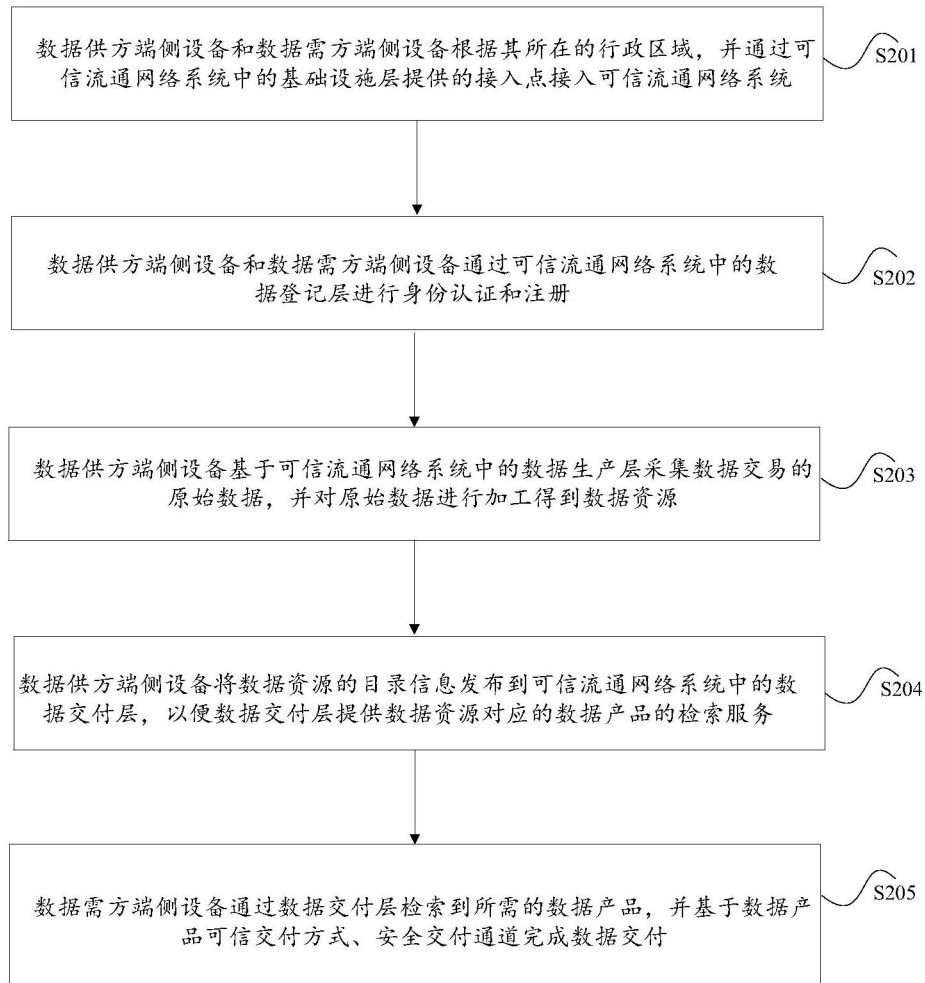 数据供方端侧设备和数据需方端侧设备根据其所在的行政区域，并通过可
信流通网络系统中的基础设施层提供的接入点接入可信流通网络系统
S201
数据供方端侧设备和数据需方端侧设备通过可信流通网络系统中的数
据登记层进行身份认证和注册
S202
数据供方端侧设备基于可信流通网络系统中的数据生产层采集数据交易的
原始数据，并对原始数据进行加工得到数据资源
S203
数据供方端侧设备将数据资源的目录信息发布到可信流通网络系统中的数
据交付层，以便数据交付层提供数据资源对应的数据产品的检索服务
S204
数据需方端侧设备通过数据交付层检索到所需的数据产品，并基于数据产
品可信交付方式、安全交付通道完成数据交付
S205